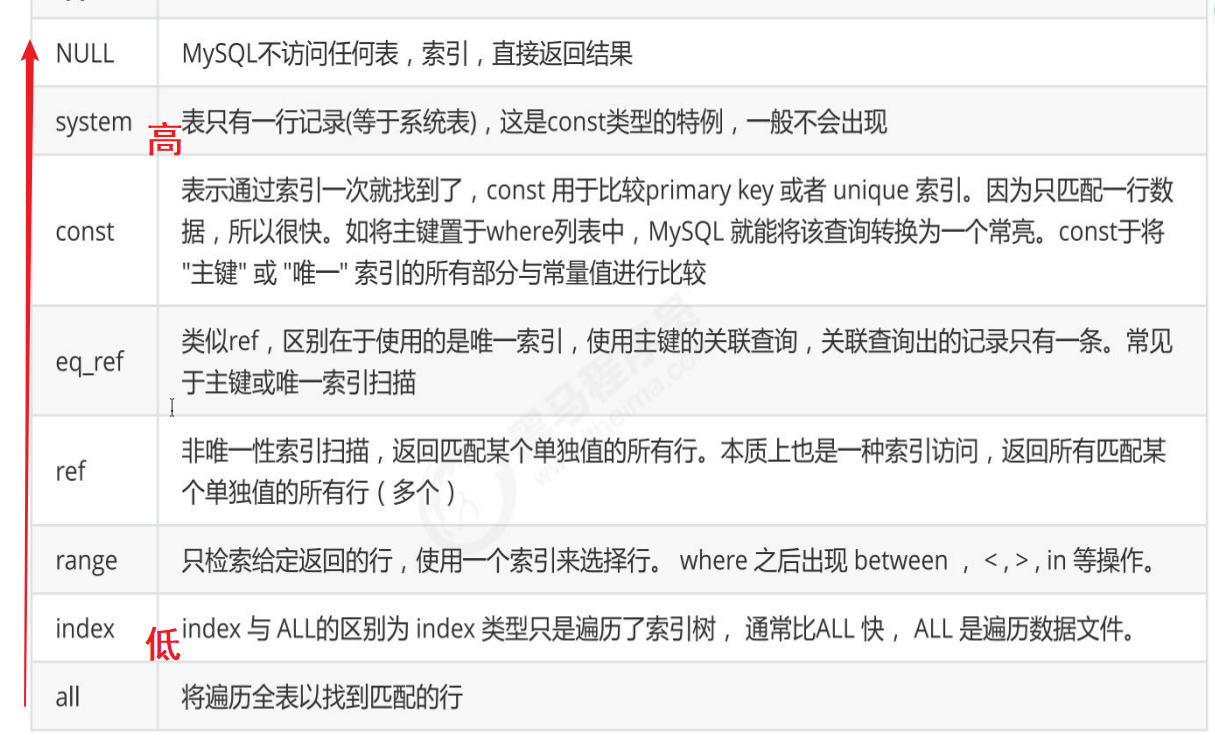 NULL
MySQL不访问任何表，索引，直接返回结果
system
高
表只有一行记录(等于系统表)，这是const类型的特例，一般不会出现
const
表示通过索引一次就找到了，const 用于比较primary key 或者 unique 索引。因为只匹配一行数
据，所以很快。如将主键置于where列表中，MySQL 就能将该查询转换为一个常亮。const于将
"主键" 或 "唯一" 索引的所有部分与常量值进行比较
eq_ref
类似ref，区别在于使用的是唯一索引，使用主键的关联查询，关联查询出的记录只有一条。常见
于主键或唯一索引扫描
ref
非唯一性索引扫描，返回匹配某个单独值的所有行。本质上也是一种索引访问，返回所有匹配某
个单独值的所有行（多个）
range
只检索给定返回的行，使用一个索引来选择行。 where 之后出现 between ，< , > , in 等操作。
index
低
index 与 ALL的区别为 index 类型只是遍历了索引树， 通常比ALL 快， ALL 是遍历数据文件。
all
将遍历全表以找到匹配的行
黑马程序员